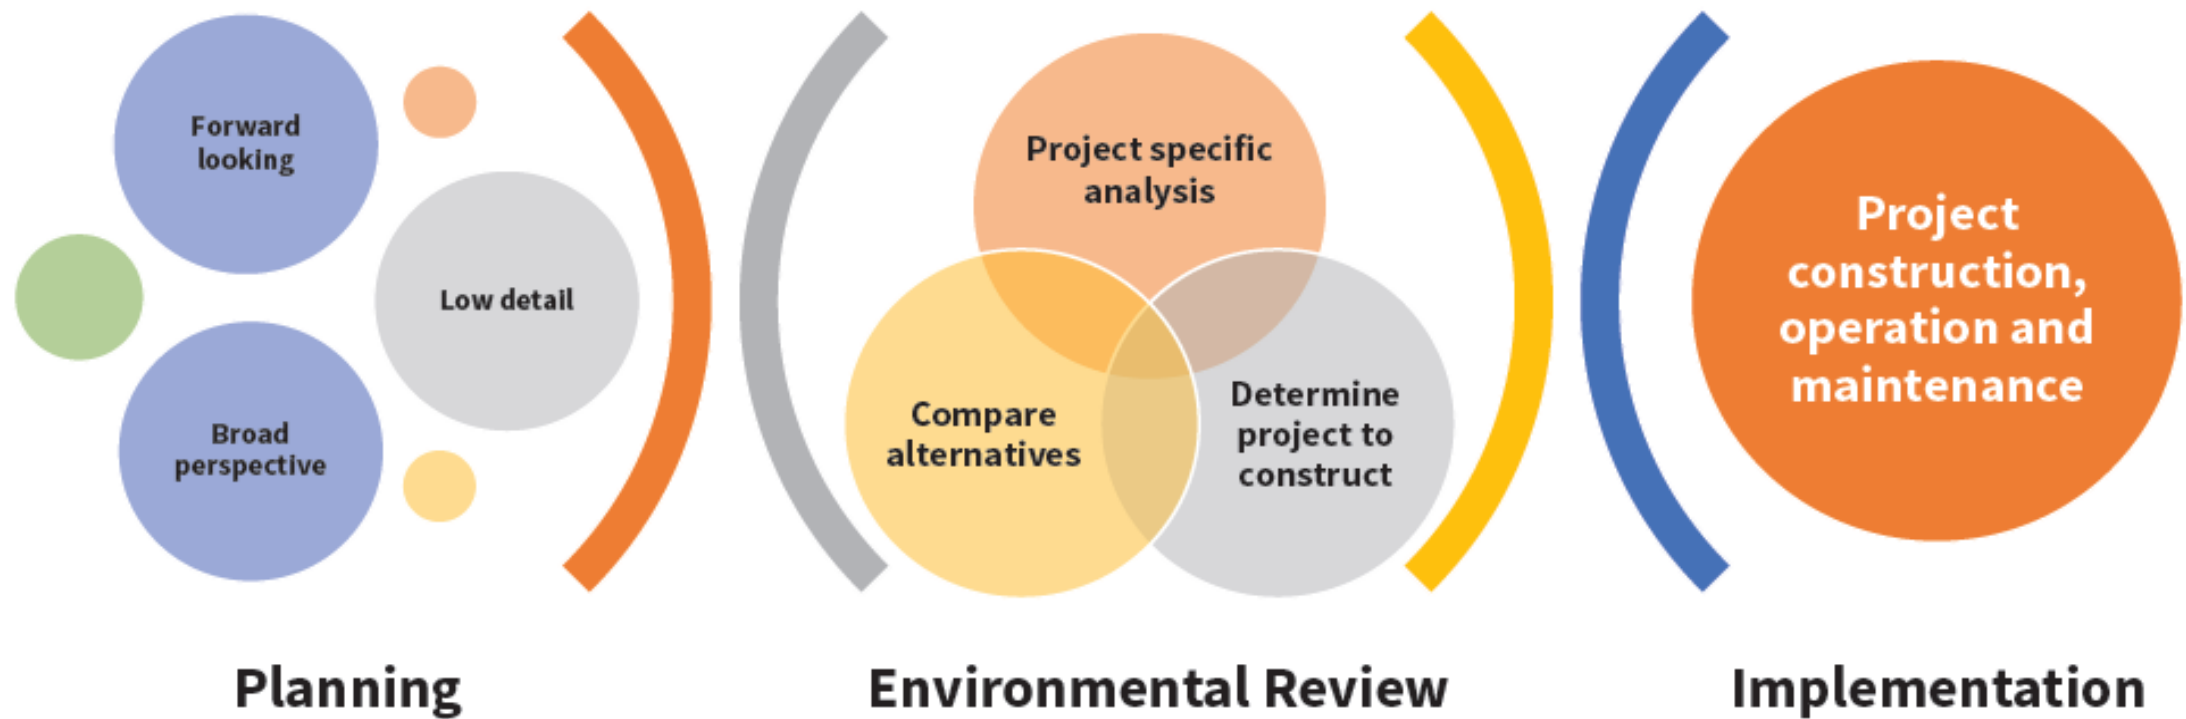 Forward
looking
Low detail
Broad
perspective
Planning
Project specific
analysis
Compare
alternatives
Determine
project to
construct
Environmental Review
Project
construction,
operation and
maintenance
Implementation